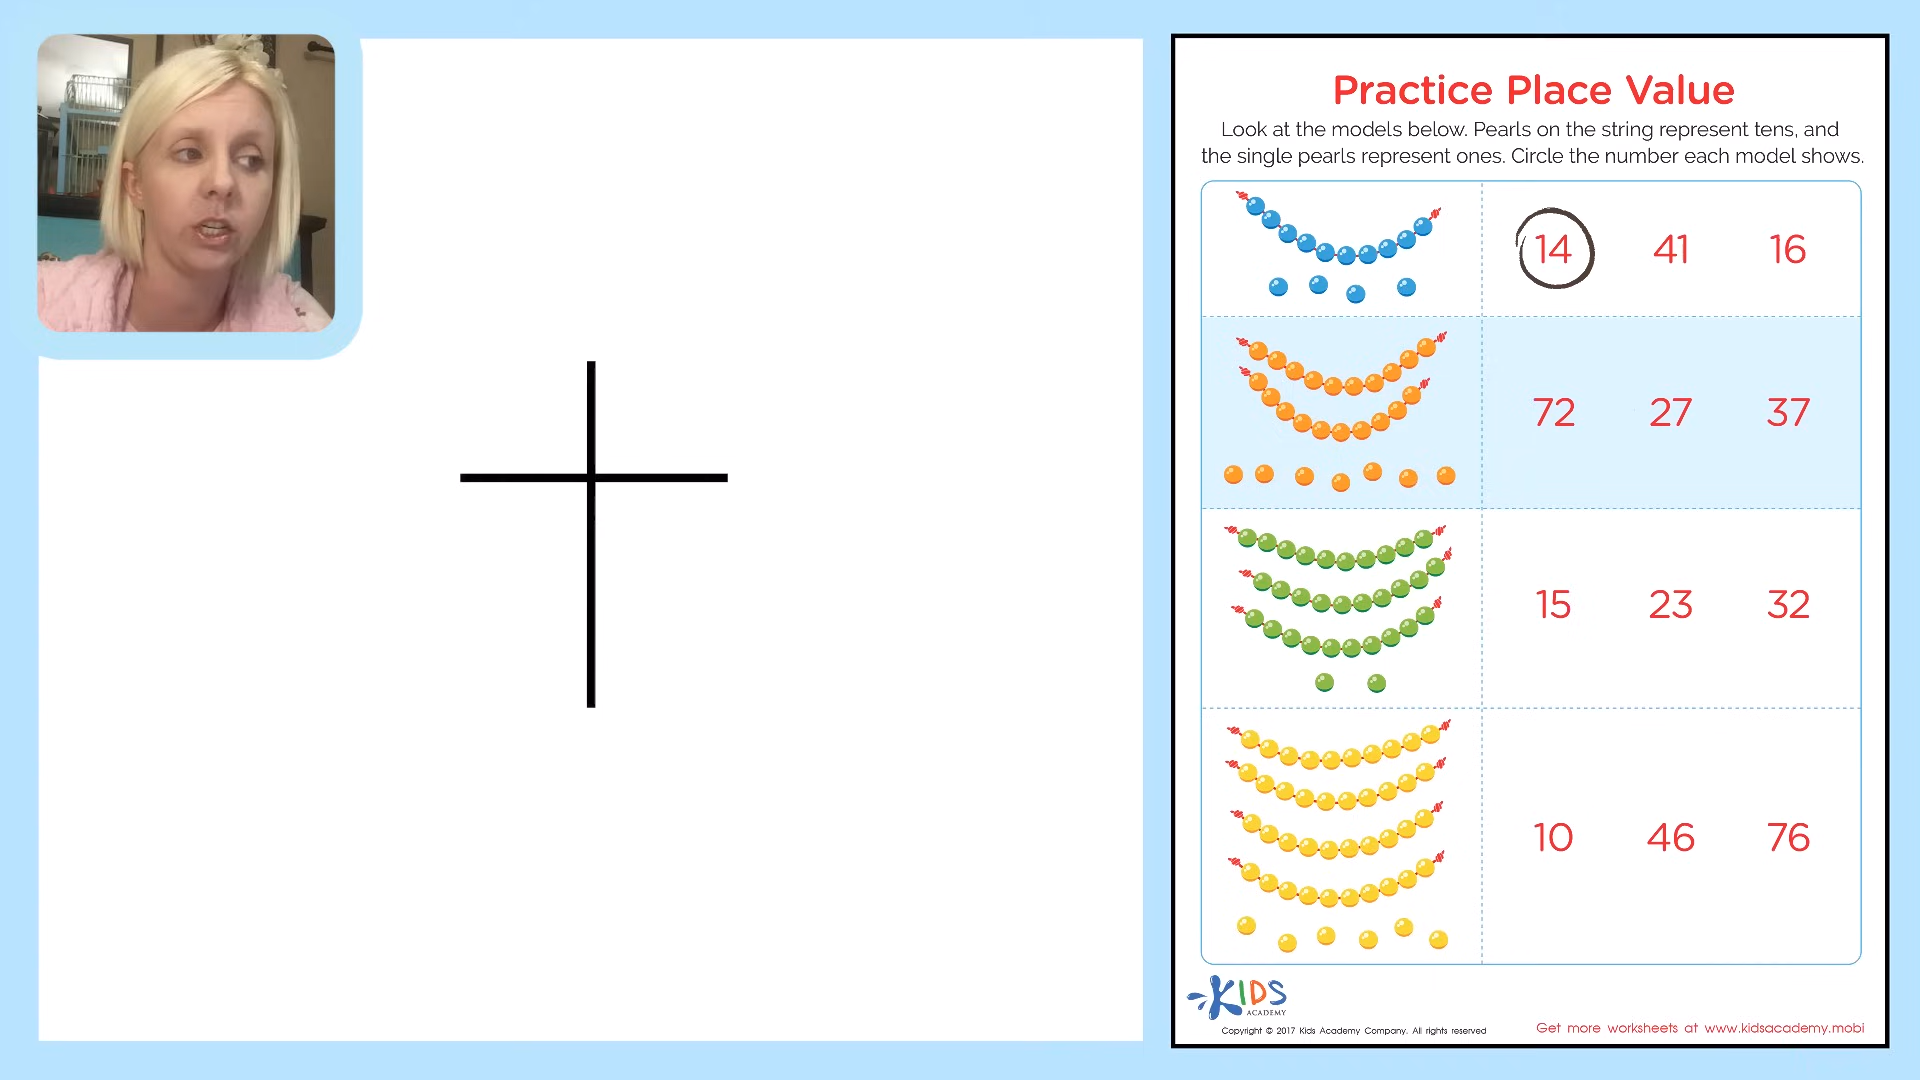 Practice Place Value
Look at the models below. Pearls on the string represent tens, and
the single pearls represent ones. Circle the number each model shows.
14 41 16
72 27 37
15 23 32
10 46 76
KIDS
ACADEMY
Copyright © 2017 Kids Academy Company. All rights reserved
Get more worksheets at www.kidsacademy.mobi